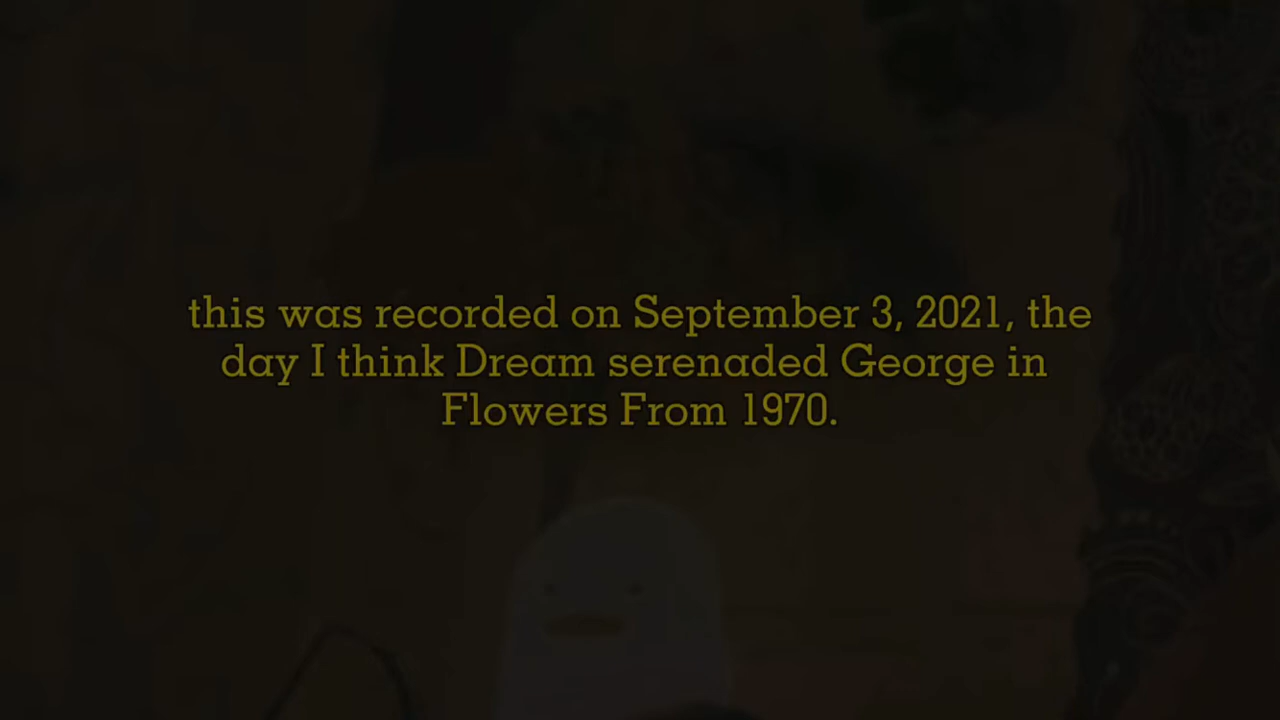 this was recorded on September 3, 2021, the
day I think Dream serenaded George in
Flowers From 1970.